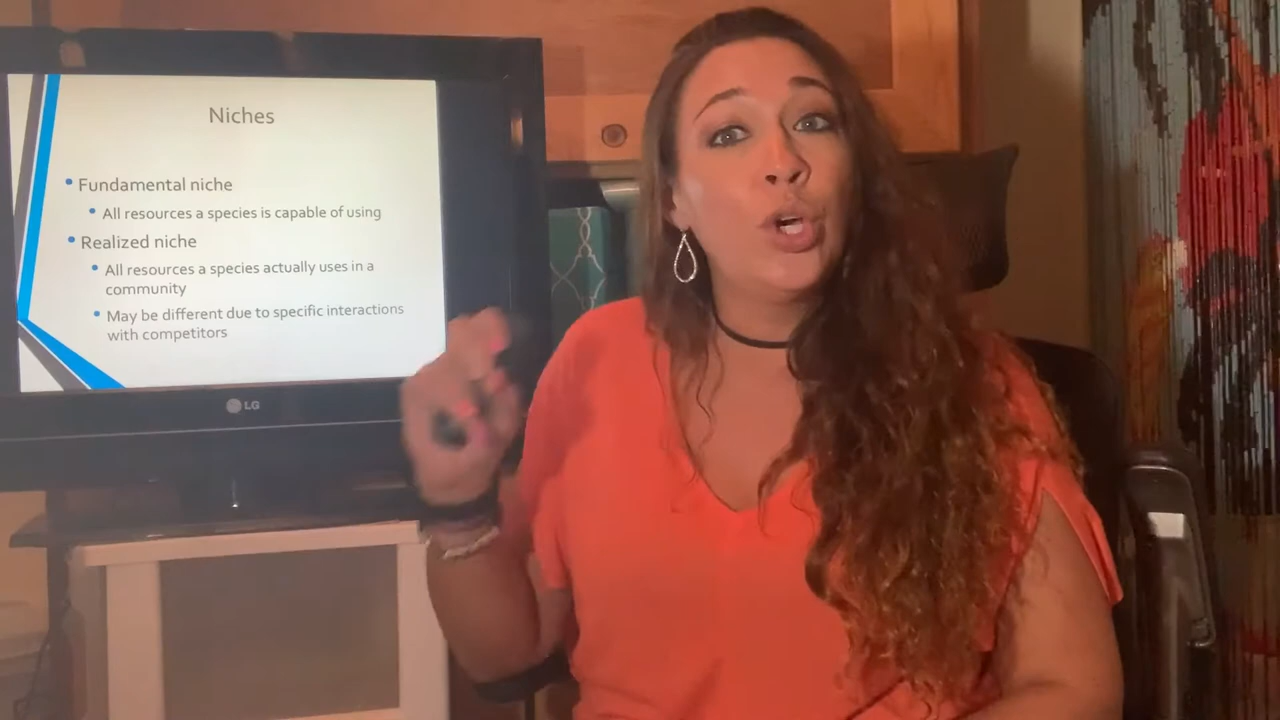 Niches
• Fundamental niche
• All resources a species is capable of using
• Realized niche
• All resources a species actually uses in a
community
• May be different due to specific interactions
with competitors
LG